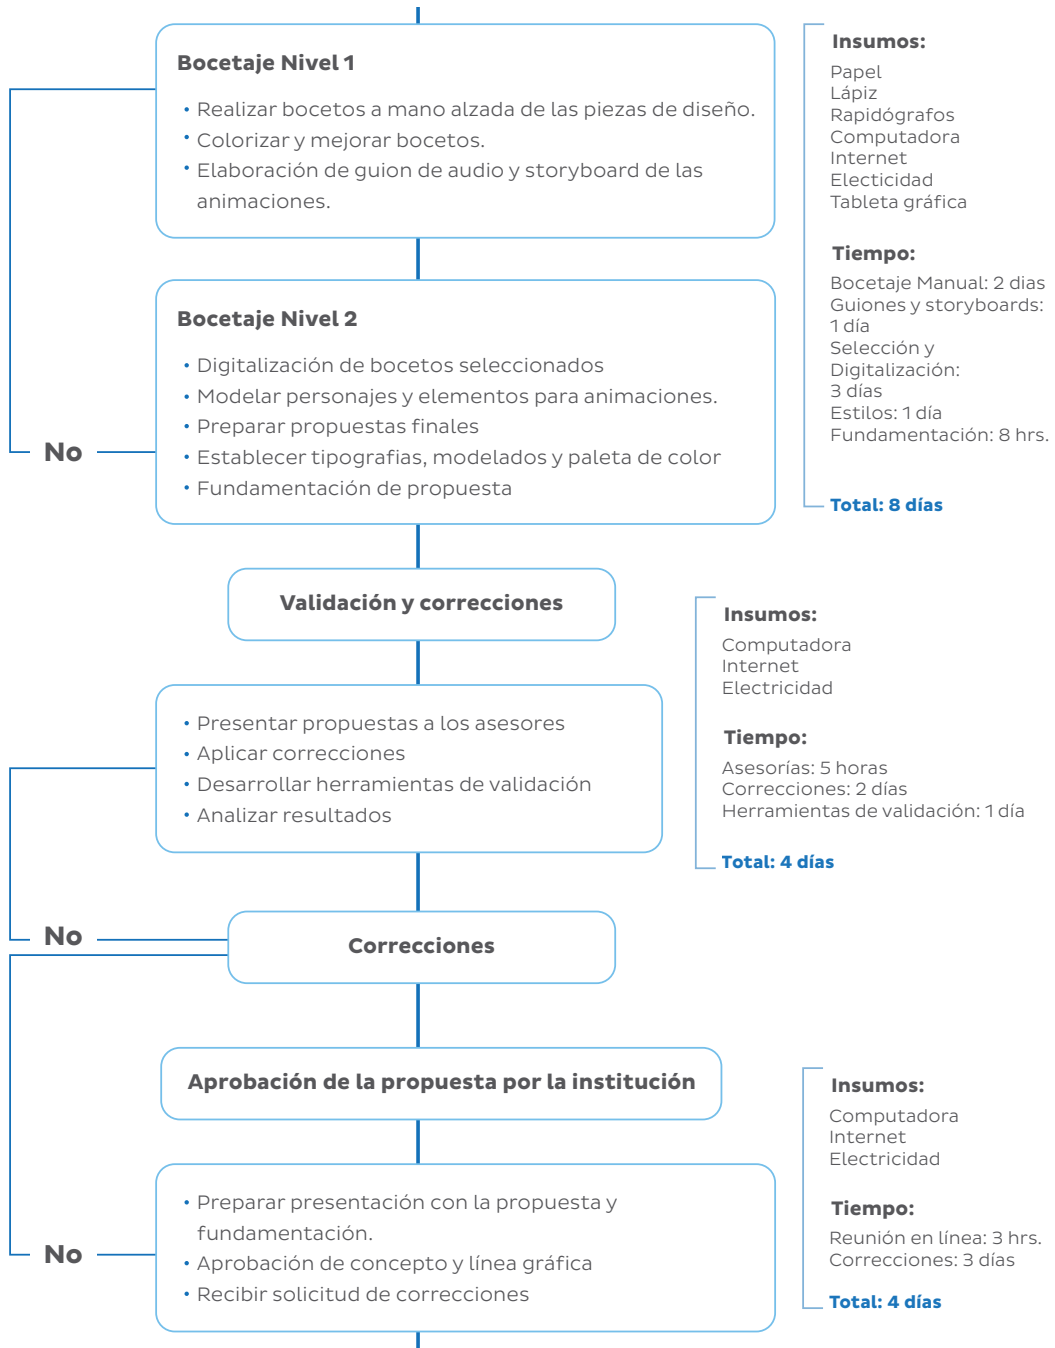 Bocetaje Nivel 1
• Realizar bocetos a mano alzada de las piezas de diseño.
• Colorizar y mejorar bocetos.
• Elaboración de guion de audio y storyboard de las
animaciones.
Insumos:
Papel
Lápiz
Rapidógrafos
Computadora
Internet
Electicidad
Tableta gráfica
Tiempo:
Bocetaje Manual: 2 dias
Guiones y storyboards:
1 día
Selección y
Digitalización:
3 días
Estilos: 1 día
Fundamentación: 8 hrs.
Total: 8 días
Bocetaje Nivel 2
• Digitalización de bocetos seleccionados
• Modelar personajes y elementos para animaciones.
• Preparar propuestas finales
• Establecer tipografias, modelados y paleta de color
• Fundamentación de propuesta
No
Validación y correcciones
• Presentar propuestas a los asesores
• Aplicar correcciones
• Desarrollar herramientas de validación
• Analizar resultados
Insumos:
Computadora
Internet
Electricidad
Tiempo:
Asesorías: 5 horas
Correcciones: 2 días
Herramientas de validación: 1 día
Total: 4 días
No
Correcciones
Aprobación de la propuesta por la institución
• Preparar presentación con la propuesta y
fundamentación.
• Aprobación de concepto y línea gráfica
• Recibir solicitud de correcciones
No
Insumos:
Computadora
Internet
Electricidad
Tiempo:
Reunión en línea: 3 hrs.
Correcciones: 3 días
Total: 4 días